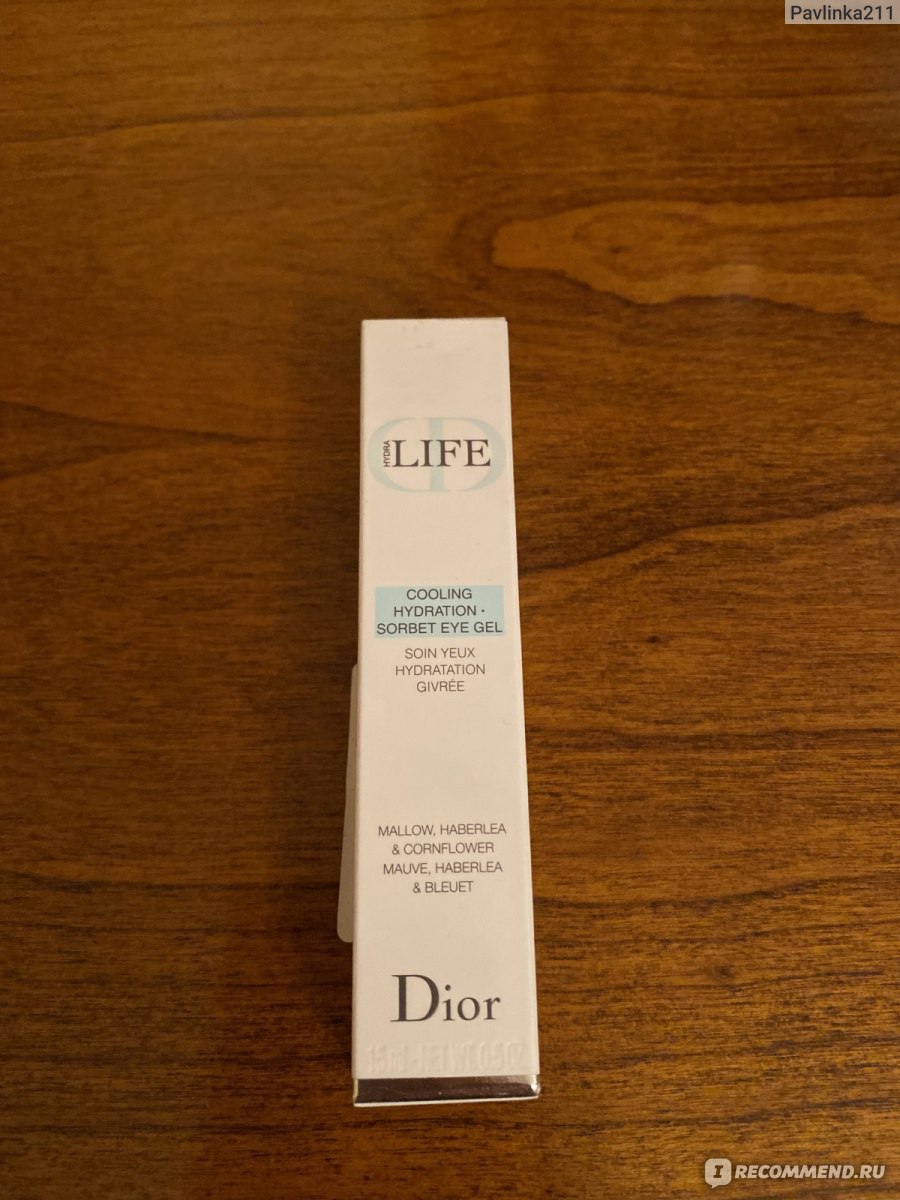 Pavlinka211
HYDRA
LIFE
COOLING
HYDRATION •
SORBET EYE GEL
SOIN YEUX
HYDRATATION
GIVRÉE
MALLOW, HABERLEA
& CORNFLOWER
MAUVE, HABERLEA
& BLEUET
Dior
IRECOMMEND.RU